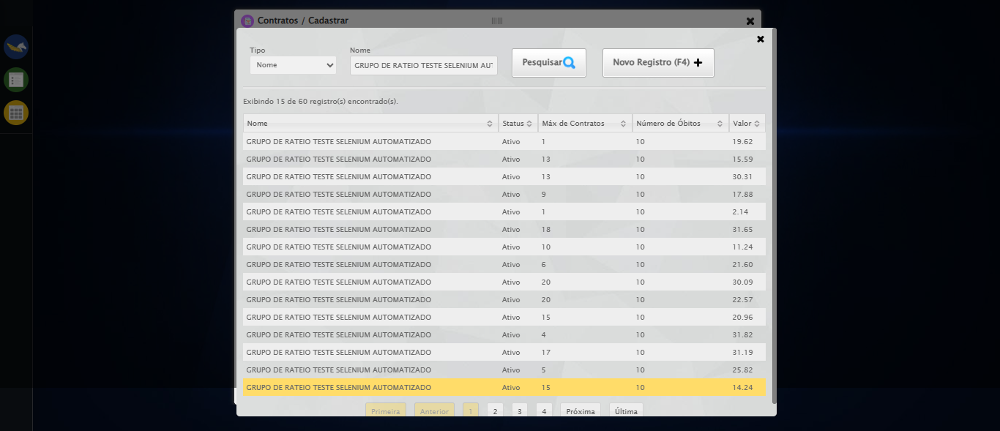 Contratos / Cadastrar
Tipo
Nome
Nome
GRUPO DE RATEIO TESTE SELENIUM AUT
Pesquisar
Novo Registro (F4)
Exibindo 15 de 60 registro(s) encontrado(s).
Nome Status Máx de Contratos Número de Óbitos Valor
GRUPO DE RATEIO TESTE SELENIUM AUTOMATIZADO Ativo 1 10 19.62
GRUPO DE RATEIO TESTE SELENIUM AUTOMATIZADO Ativo 13 10 15.59
GRUPO DE RATEIO TESTE SELENIUM AUTOMATIZADO Ativo 13 10 30.31
GRUPO DE RATEIO TESTE SELENIUM AUTOMATIZADO Ativo 9 10 17.88
GRUPO DE RATEIO TESTE SELENIUM AUTOMATIZADO Ativo 1 10 2.14
GRUPO DE RATEIO TESTE SELENIUM AUTOMATIZADO Ativo 18 10 31.65
GRUPO DE RATEIO TESTE SELENIUM AUTOMATIZADO Ativo 10 10 11.24
GRUPO DE RATEIO TESTE SELENIUM AUTOMATIZADO Ativo 6 10 21.60
GRUPO DE RATEIO TESTE SELENIUM AUTOMATIZADO Ativo 20 10 30.09
GRUPO DE RATEIO TESTE SELENIUM AUTOMATIZADO Ativo 20 10 22.57
GRUPO DE RATEIO TESTE SELENIUM AUTOMATIZADO Ativo 15 10 20.96
GRUPO DE RATEIO TESTE SELENIUM AUTOMATIZADO Ativo 4 10 31.82
GRUPO DE RATEIO TESTE SELENIUM AUTOMATIZADO Ativo 17 10 31.19
GRUPO DE RATEIO TESTE SELENIUM AUTOMATIZADO Ativo 5 10 25.82
GRUPO DE RATEIO TESTE SELENIUM AUTOMATIZADO Ativo 15 10 14.24
Primeira Anterior 1 2 3 4 Próxima Última